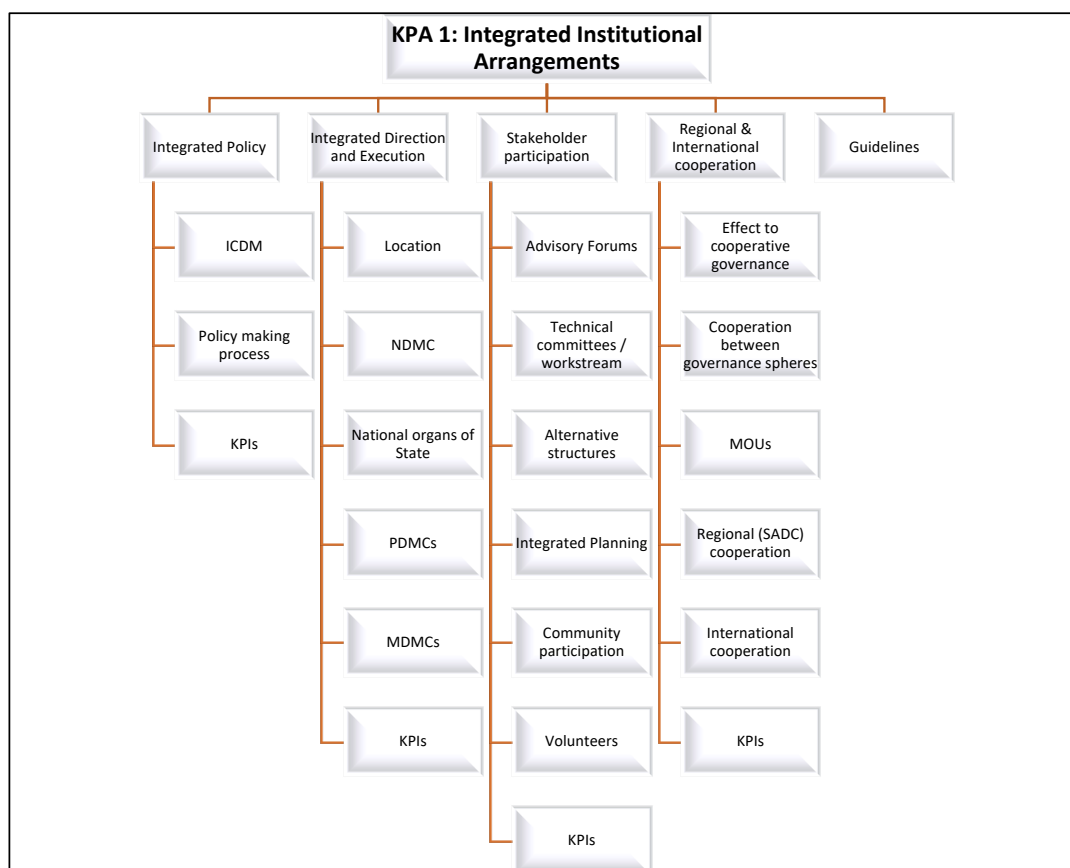 KPA 1: Integrated Institutional
Arrangements
Integrated Policy
Integrated Direction
and Execution
Stakeholder
participation
Regional &
International
cooperation
Guidelines
ICDM
Policy making
process
KPIs
Location
NDMC
National organs of
State
PDMCs
MDMCs
KPIs
Advisory Forums
Technical
committees /
workstream
Alternative
structures
Integrated Planning
Community
participation
Volunteers
KPIs
Effect to
cooperative
governance
Cooperation
between
governance spheres
MOUs
Regional (SADC)
cooperation
International
cooperation
KPIs